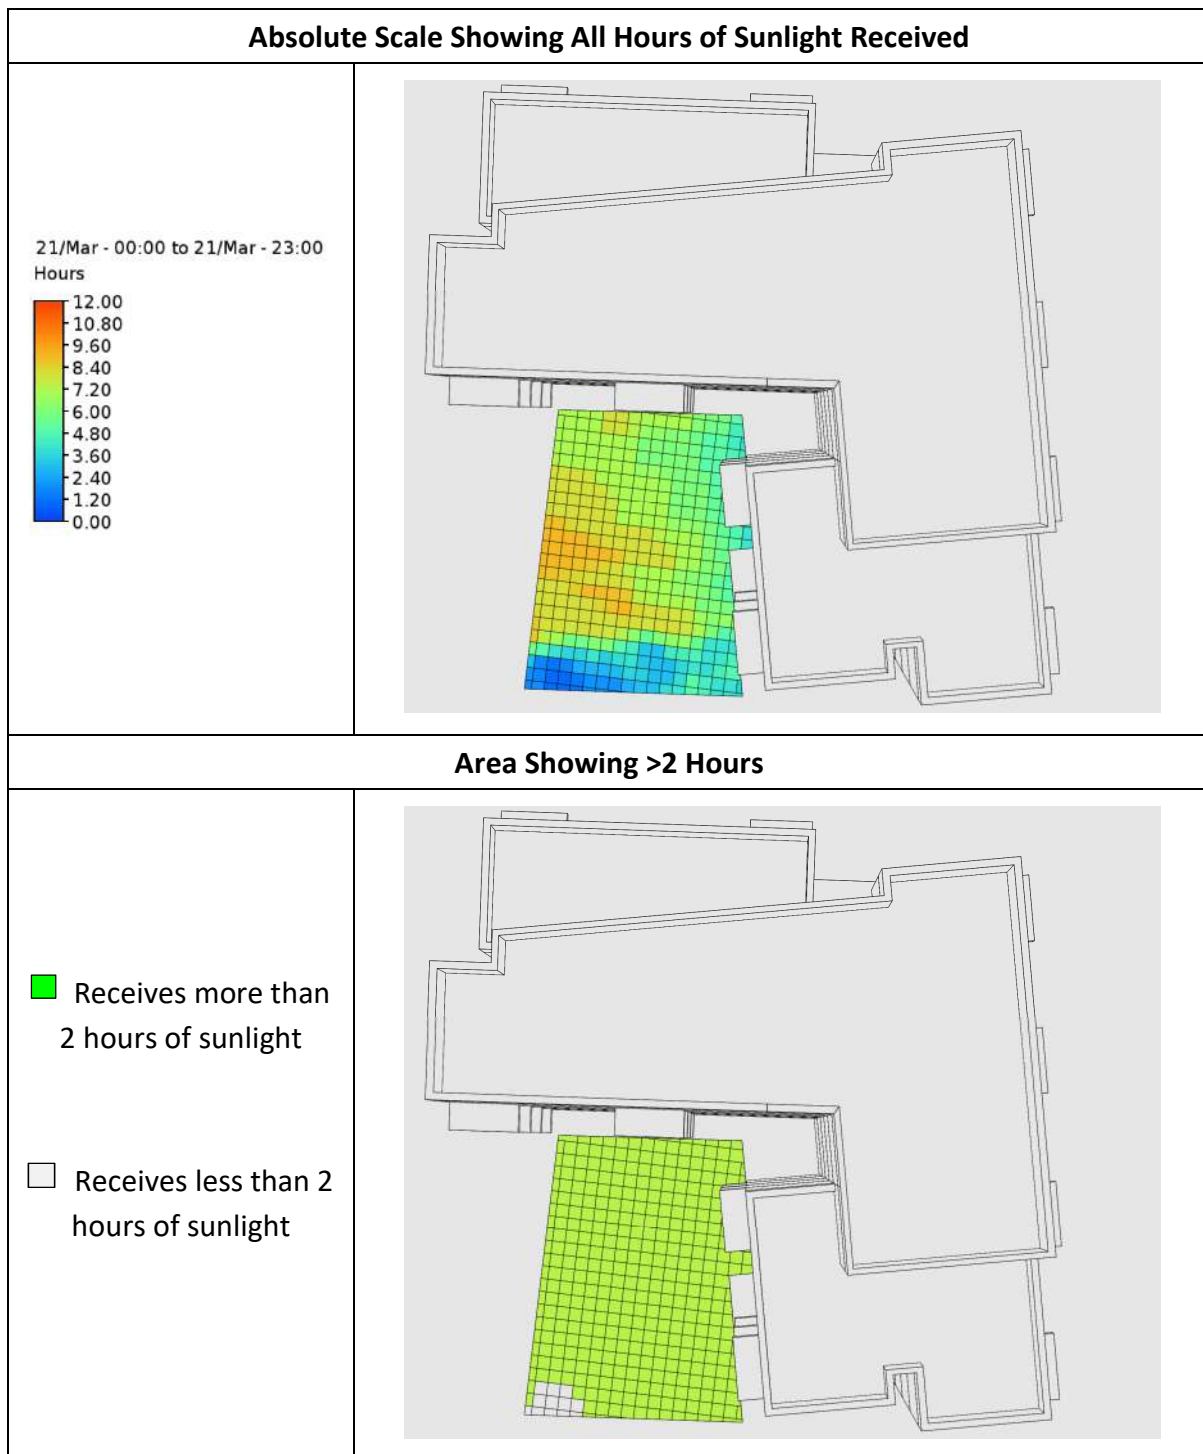 Absolute Scale Showing All Hours of Sunlight Received
21/Mar - 00:00 to 21/Mar - 23:00
Hours
12.00
10.80
9.60
8.40
7.20
6.00
4.80
3.60
2.40
1.20
0.00
Area Showing >2 Hours
Receives more than
2 hours of sunlight
Receives less than 2
hours of sunlight